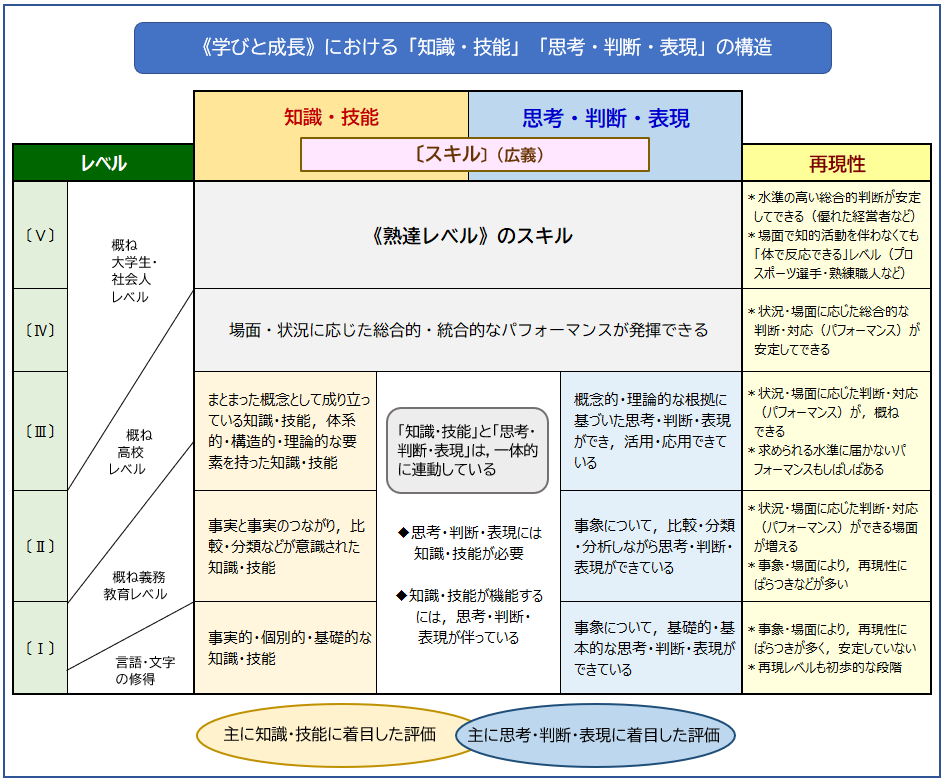 《学びと成長》における「知識・技能」「思考・判断・表現」の構造
知識・技能
思考・判断・表現
〔スキル〕（広義）
レベル
再現性
〔Ⅴ〕
概ね
大学生・
社会人
レベル
《熟達レベル》のスキル
＊水準の高い総合的判断が安定
してできる（優れた経営者など）
＊場面で知的活動を伴わなくても
「体で反応できる」レベル（プロ
スポーツ選手・熟練職人など）
〔Ⅳ〕
場面・状況に応じた総合的・統合的なパフォーマンスが発揮できる
＊状況・場面に応じた総合的な
判断・対応（パフォーマンス）が
安定してできる
〔Ⅲ〕
概ね
高校
レベル
まとまった概念として成り立っ
ている知識・技能，体系
的・構造的・理論的な要
素を持った知識・技能
「知識・技能」と「思考・
判断・表現」は，一体的
に連動している
概念的・理論的な根拠に
基づいた思考・判断・表現
ができ，活用・応用できて
いる
＊状況・場面に応じた判断・対応
（パフォーマンス）が，概ね
できる
＊求められる水準に届かないパ
フォーマンスもしばしばある
〔Ⅱ〕
概ね義務
教育レベル
事実と事実のつながり，比
較・分類などが意識された
知識・技能
◆思考・判断・表現には
知識・技能が必要
事象について，比較・分類
・分析しながら思考・判断・
表現ができている
＊状況・場面に応じた判断・対応
（パフォーマンス）ができる場面
が増える
＊事象・場面により，再現性に
ばらつきなどが多い
〔Ⅰ〕
言語・文字
の修得
事実的・個別的・基礎的な
知識・技能
◆知識・技能が機能する
には，思考・判断・
表現が伴っている
事象について，基礎的・基
本的な思考・判断・表現が
できている
＊事象・場面により，再現性に
ばらつきが多く，安定していない
＊再現レベルも初歩的な段階
主に知識・技能に着目した評価
主に思考・判断・表現に着目した評価